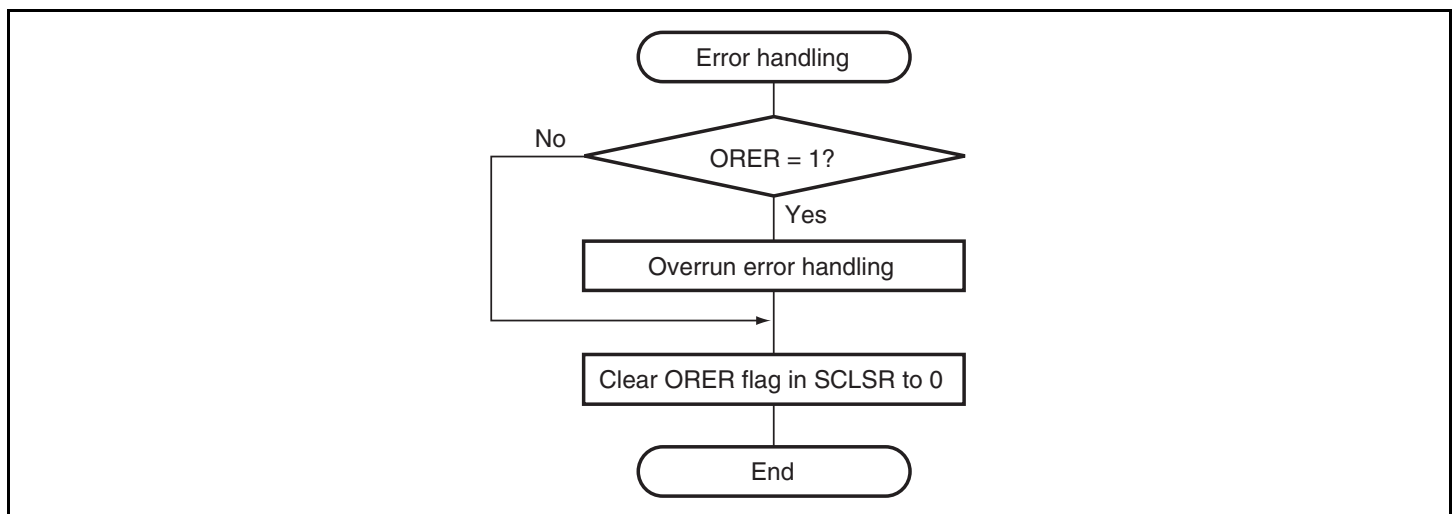 Error handling
No
ORER = 1?
Yes
Overrun error handling
Clear ORER flag in SCLSR to 0
End